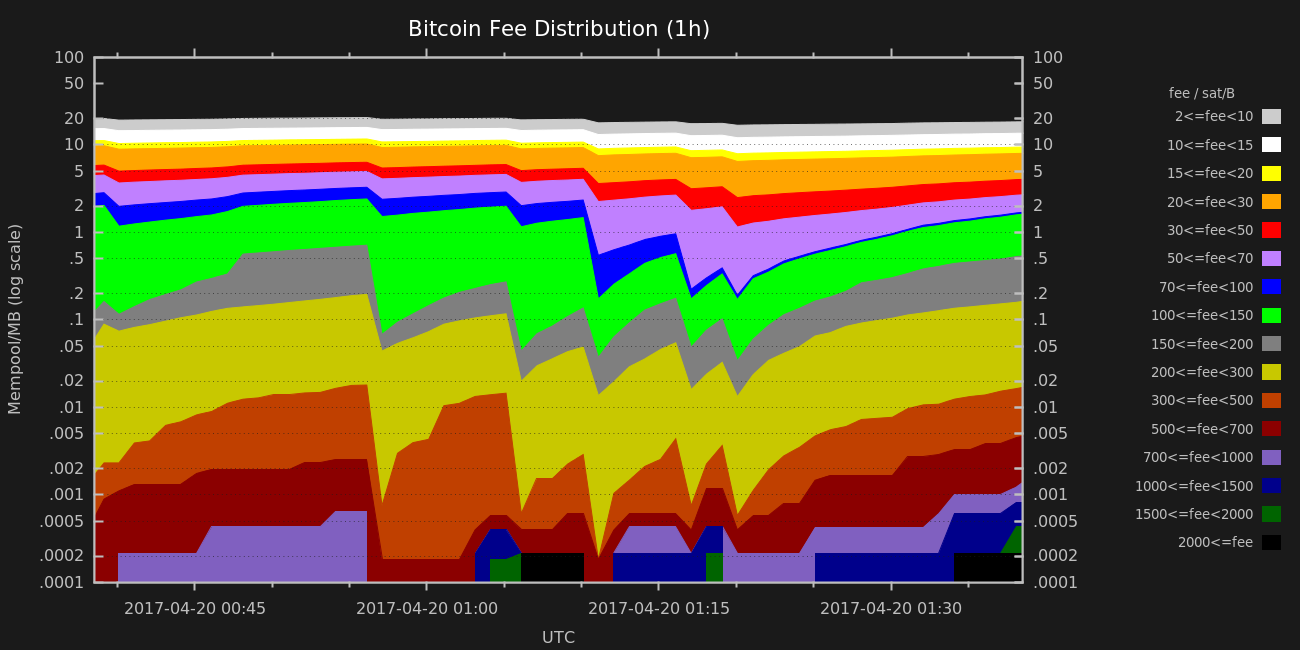 Bitcoin Fee Distribution (1h)
Mempool/MB (log scale)
100
50
20
10
5
2
1
.5
.2
.1
.05
.02
.01
.005
.002
.001
.0005
.0002
.0001
100
50
20
10
5
2
1
.5
.2
.1
.05
.02
.01
.005
.002
.001
.0005
.0002
.0001
2017-04-20 00:45
2017-04-20 01:00
2017-04-20 01:15
2017-04-20 01:30
UTC
fee / sat/B
2<=fee<10
10<=fee<15
15<=fee<20
20<=fee<30
30<=fee<50
50<=fee<70
70<=fee<100
100<=fee<150
150<=fee<200
200<=fee<300
300<=fee<500
500<=fee<700
700<=fee<1000
1000<=fee<1500
1500<=fee<2000
2000<=fee